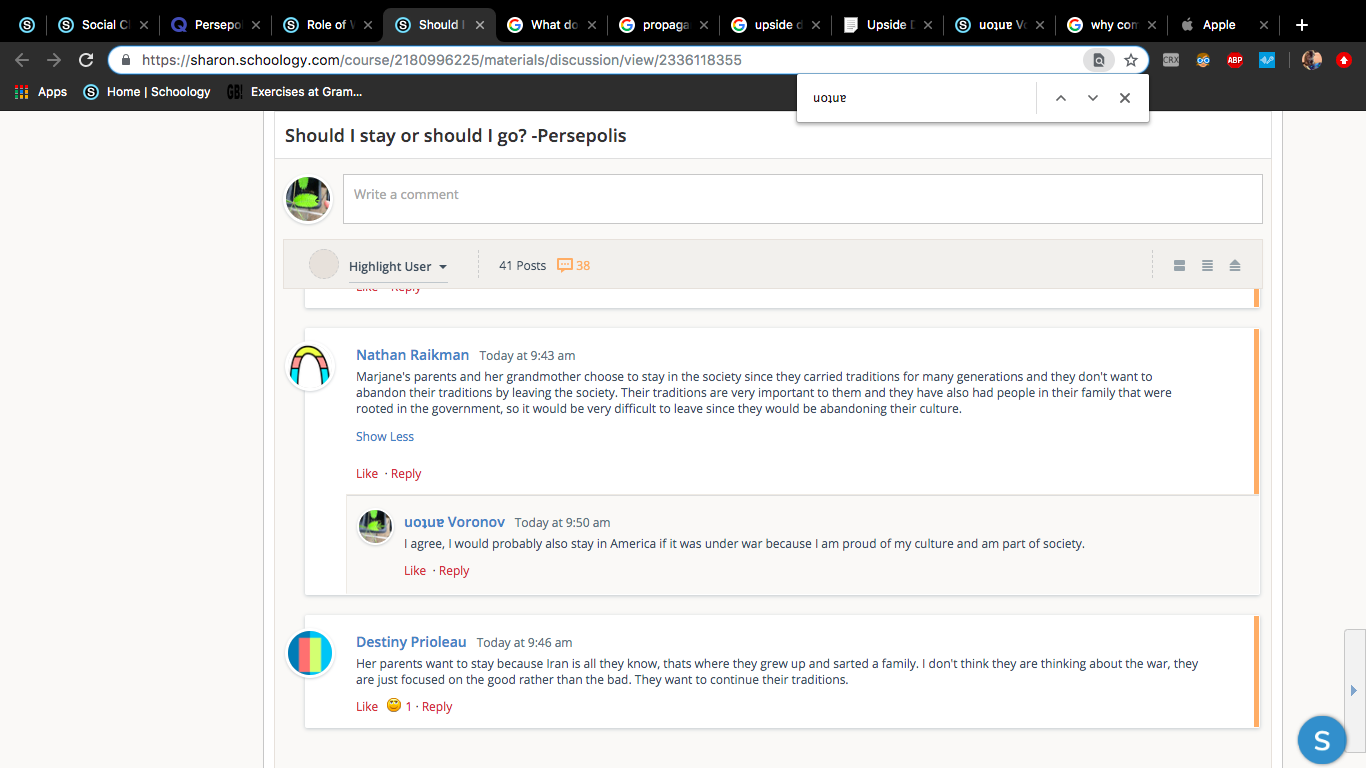 Social C
Persepol
Role of V
Should I
What do
propaga
upside d
Upside D
uoʇuɐ Vo
why com
Apple
https://sharon.schoology.com/course/2180996225/materials/discussion/view/2336118355
CRX
ABP
Apps
Home | Schoology
GB!
Exercises at Gram...
uoʇuɐ
Should I stay or should I go? -Persepolis
Write a comment
Highlight User
41 Posts
38
Like · Reply
Nathan Raikman Today at 9:43 am
Marjane's parents and her grandmother choose to stay in the society since they carried traditions for many generations and they don't want to
abandon their traditions by leaving the society. Their traditions are very important to them and they have also had people in their family that were
rooted in the government, so it would be very difficult to leave since they would be abandoning their culture.
Show Less
Like · Reply
uoʇuɐ Voronov Today at 9:50 am
I agree, I would probably also stay in America if it was under war because I am proud of my culture and am part of society.
Like · Reply
Destiny Prioleau Today at 9:46 am
Her parents want to stay because Iran is all they know, thats where they grew up and sarted a family. I don't think they are thinking about the war, they
are just focused on the good rather than the bad. They want to continue their traditions.
Like 1 · Reply
S